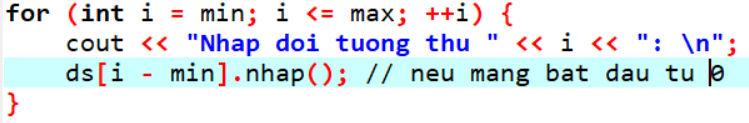 for (int i = min; i <= max; ++i) {
    cout << "Nhap doi tuong thu " << i << ": \n";
    ds[i - min].nhap(); // neu mang bat dau tu 0
}